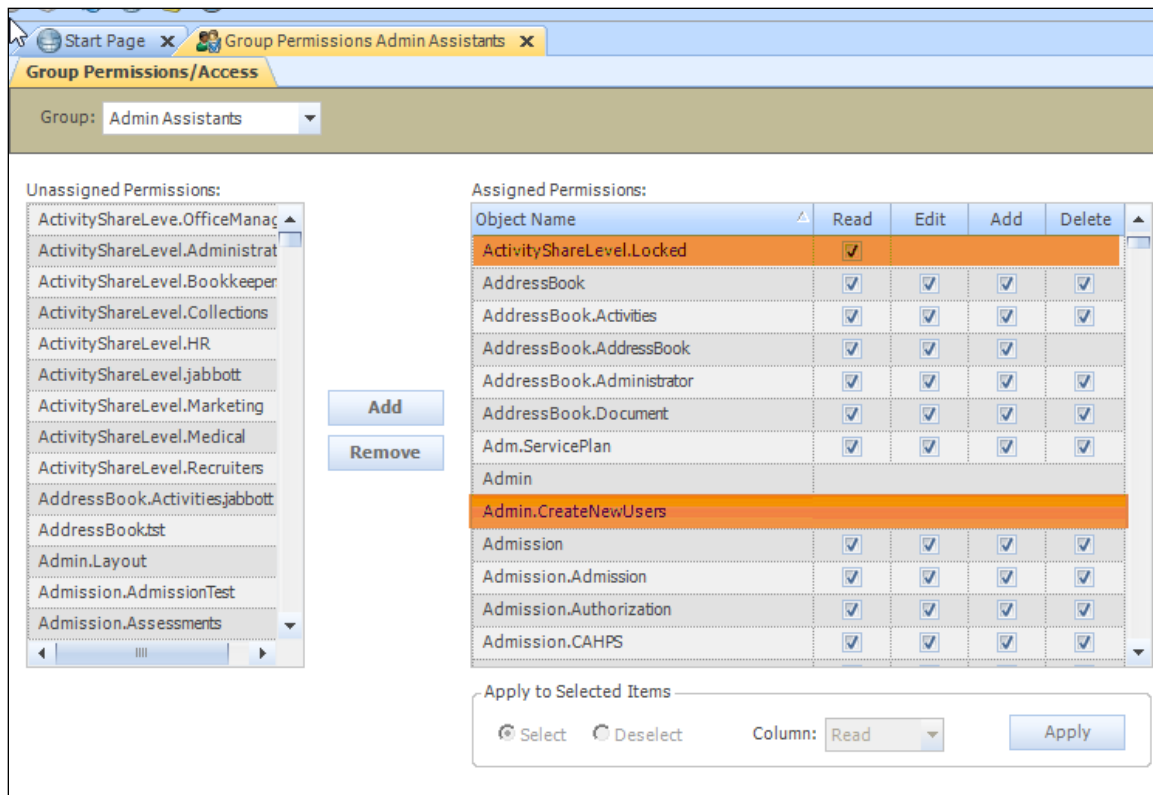 Start Page
Group Permissions Admin Assistants
Group Permissions/Access
Group: Admin Assistants
Unassigned Permissions:
ActivityShareLeve.OfficeManag
ActivityShareLevel.Administrat
ActivityShareLevel.Bookkeeper
ActivityShareLevel.Collections
ActivityShareLevel.HR
ActivityShareLevel.jabbott
ActivityShareLevel.Marketing
ActivityShareLevel.Medical
ActivityShareLevel.Recruiters
AddressBook.Activities.jabbott
AddressBook.tst
Admin.Layout
Admission.AdmissionTest
Admission.Assessments
Add
Remove
Assigned Permissions:
Object Name Read Edit Add Delete
ActivityShareLevel.Locked
AddressBook
AddressBook.Activities
AddressBook.AddressBook
AddressBook.Administrator
AddressBook.Document
Adm.ServicePlan
Admin
Admin.CreateNewUsers
Admission
Admission.Admission
Admission.Authorization
Admission.CAHPS
Apply to Selected Items
Select Deselect Column: Read Apply